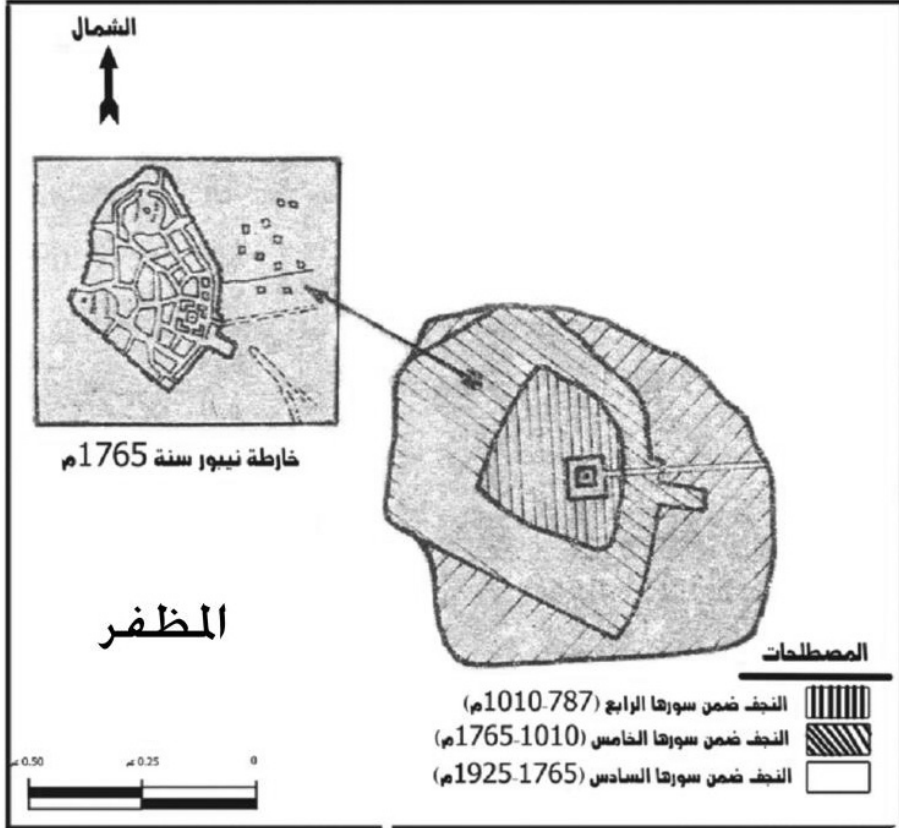 الشمال
خارطة نيبور سنة 1765م
المظفر
المصطلحات
النجف ضمن سورها الرابع (787-1010م)
النجف ضمن سورها الخامس (1010-1765م)
النجف ضمن سورها السادس (1765-1925م)
0.50 0.25 0